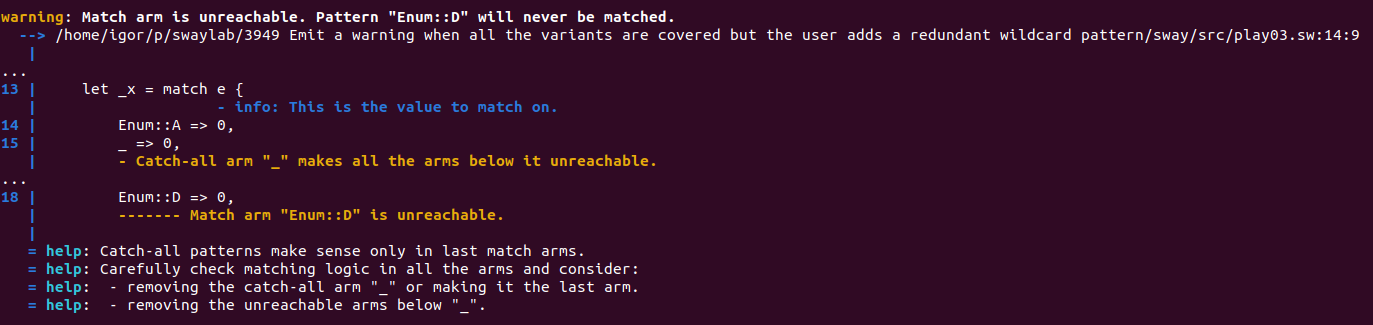 warning: Match arm is unreachable. Pattern "Enum::D" will never be matched.
--> /home/igor/p/swaylab/3949 Emit a warning when all the variants are covered but the user adds a redundant wildcard pattern/sway/src/play03.sw:14:9
|
...
13 | let _x = match e {
| - info: This is the value to match on.
14 | Enum::A => 0,
15 | _ => 0,
| - Catch-all arm "_" makes all the arms below it unreachable.
...
18 | Enum::D => 0,
| ------- Match arm "Enum::D" is unreachable.
|
= help: Catch-all patterns make sense only in last match arms.
= help: Carefully check matching logic in all the arms and consider:
= help:  - removing the catch-all arm "_" or making it the last arm.
= help:  - removing the unreachable arms below "_".